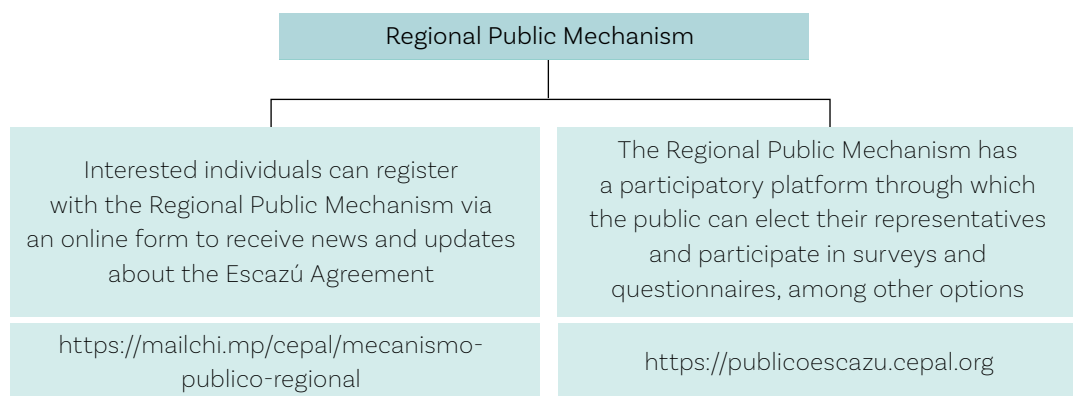 Regional Public Mechanism
Interested individuals can register
with the Regional Public Mechanism via
an online form to receive news and updates
about the Escazú Agreement
https://mailchi.mp/cepal/mecanismo-
publico-regional
The Regional Public Mechanism has
a participatory platform through which
the public can elect their representatives
and participate in surveys and
questionnaires, among other options
https://publicoescazu.cepal.org